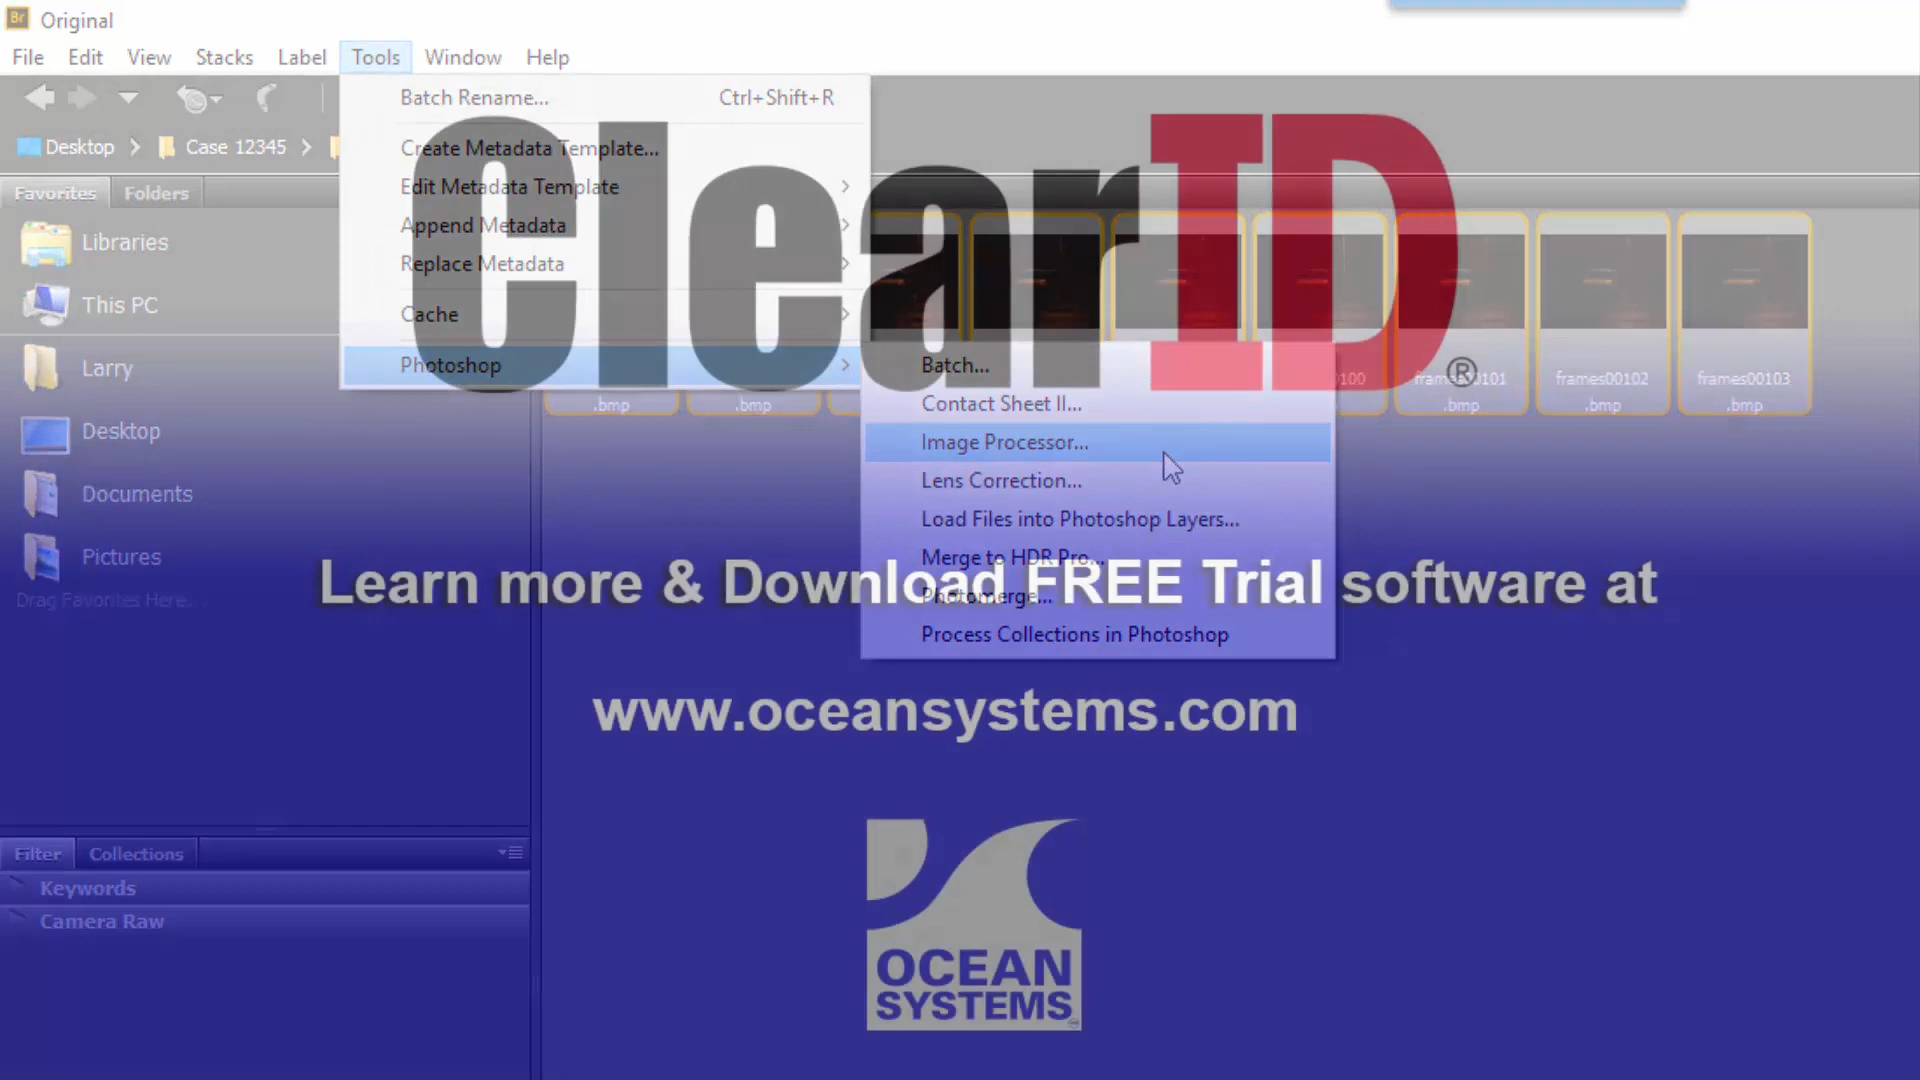 Br Original
File Edit View Stacks Label Tools Window Help
Batch Rename... Ctrl+Shift+R
Desktop Case 12345
Create Metadata Template...
Edit Metadata Template
Append Metadata
Replace Metadata
Cache
Photoshop
ClearID®
Favorites Folders
Libraries
This PC
Larry
Desktop
Documents
Pictures
Drag Favorites Here...
frames00101 frames00102 frames00103
.bmp .bmp .bmp .bmp .bmp
Batch...
Contact Sheet II...
Image Processor...
Lens Correction...
Load Files into Photoshop Layers...
Merge to HDR Pro...
Photomerge...
Process Collections in Photoshop
Learn more & Download FREE Trial software at
www.oceansystems.com
Filter Collections
Keywords
Camera Raw
OCEAN
SYSTEMS